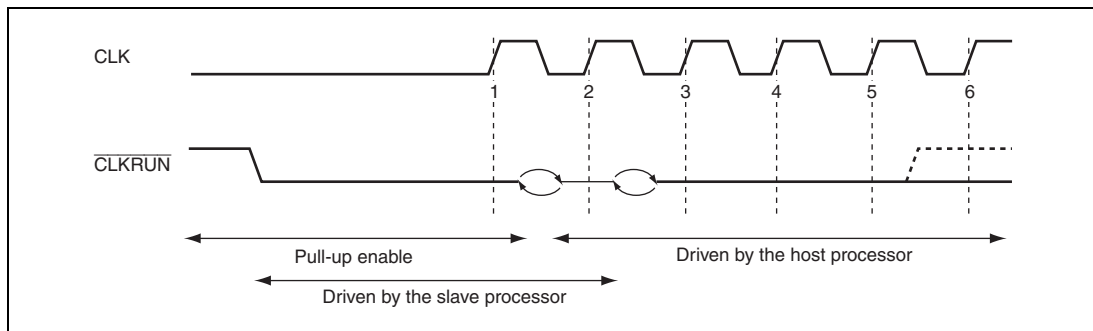 CLK
1 2 3 4 5 6
CLKRUN
Pull-up enable
Driven by the host processor
Driven by the slave processor